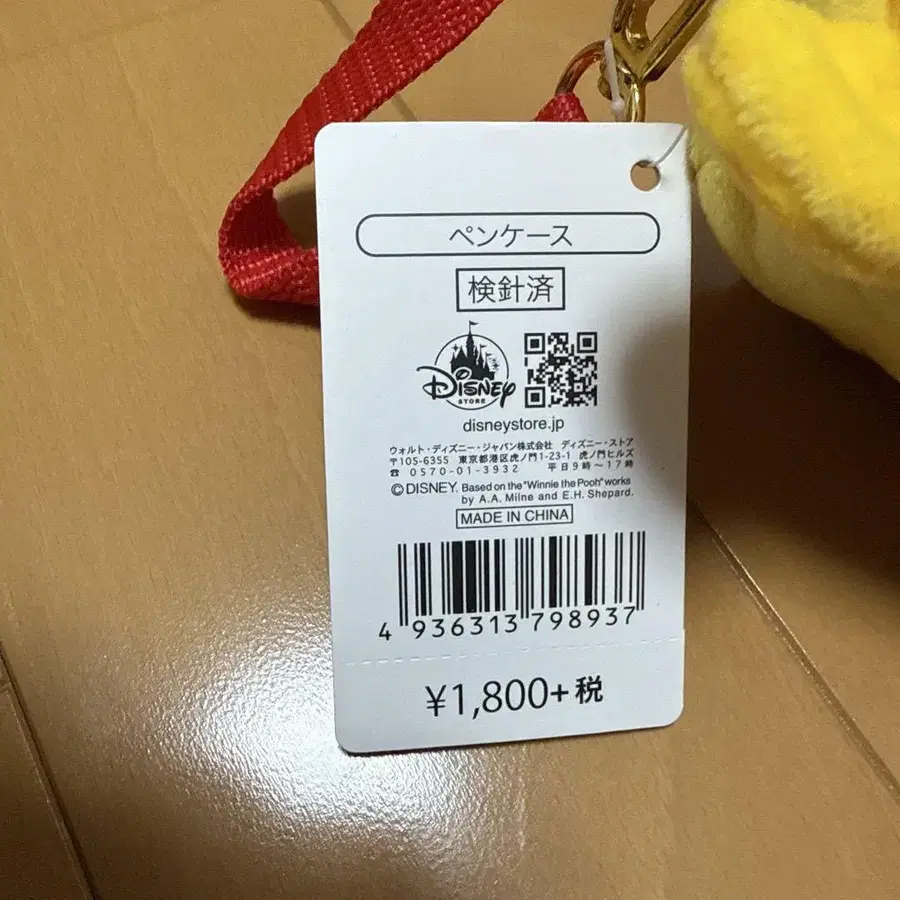 ペンケース
検針済
Disney
STORE
disneystore.jp
ウォルト・ディズニー・ジャパン株式会社 ディズニー・ストア
〒105-6355 東京都港区虎ノ門1-23-1 虎ノ門ヒルズ
☎ 0570-01-3932 平日9時～17時
©DISNEY. Based on the "Winnie the Pooh" works
by A.A. Milne and E.H. Shepard.
MADE IN CHINA
4 936313 798937
¥1,800+税